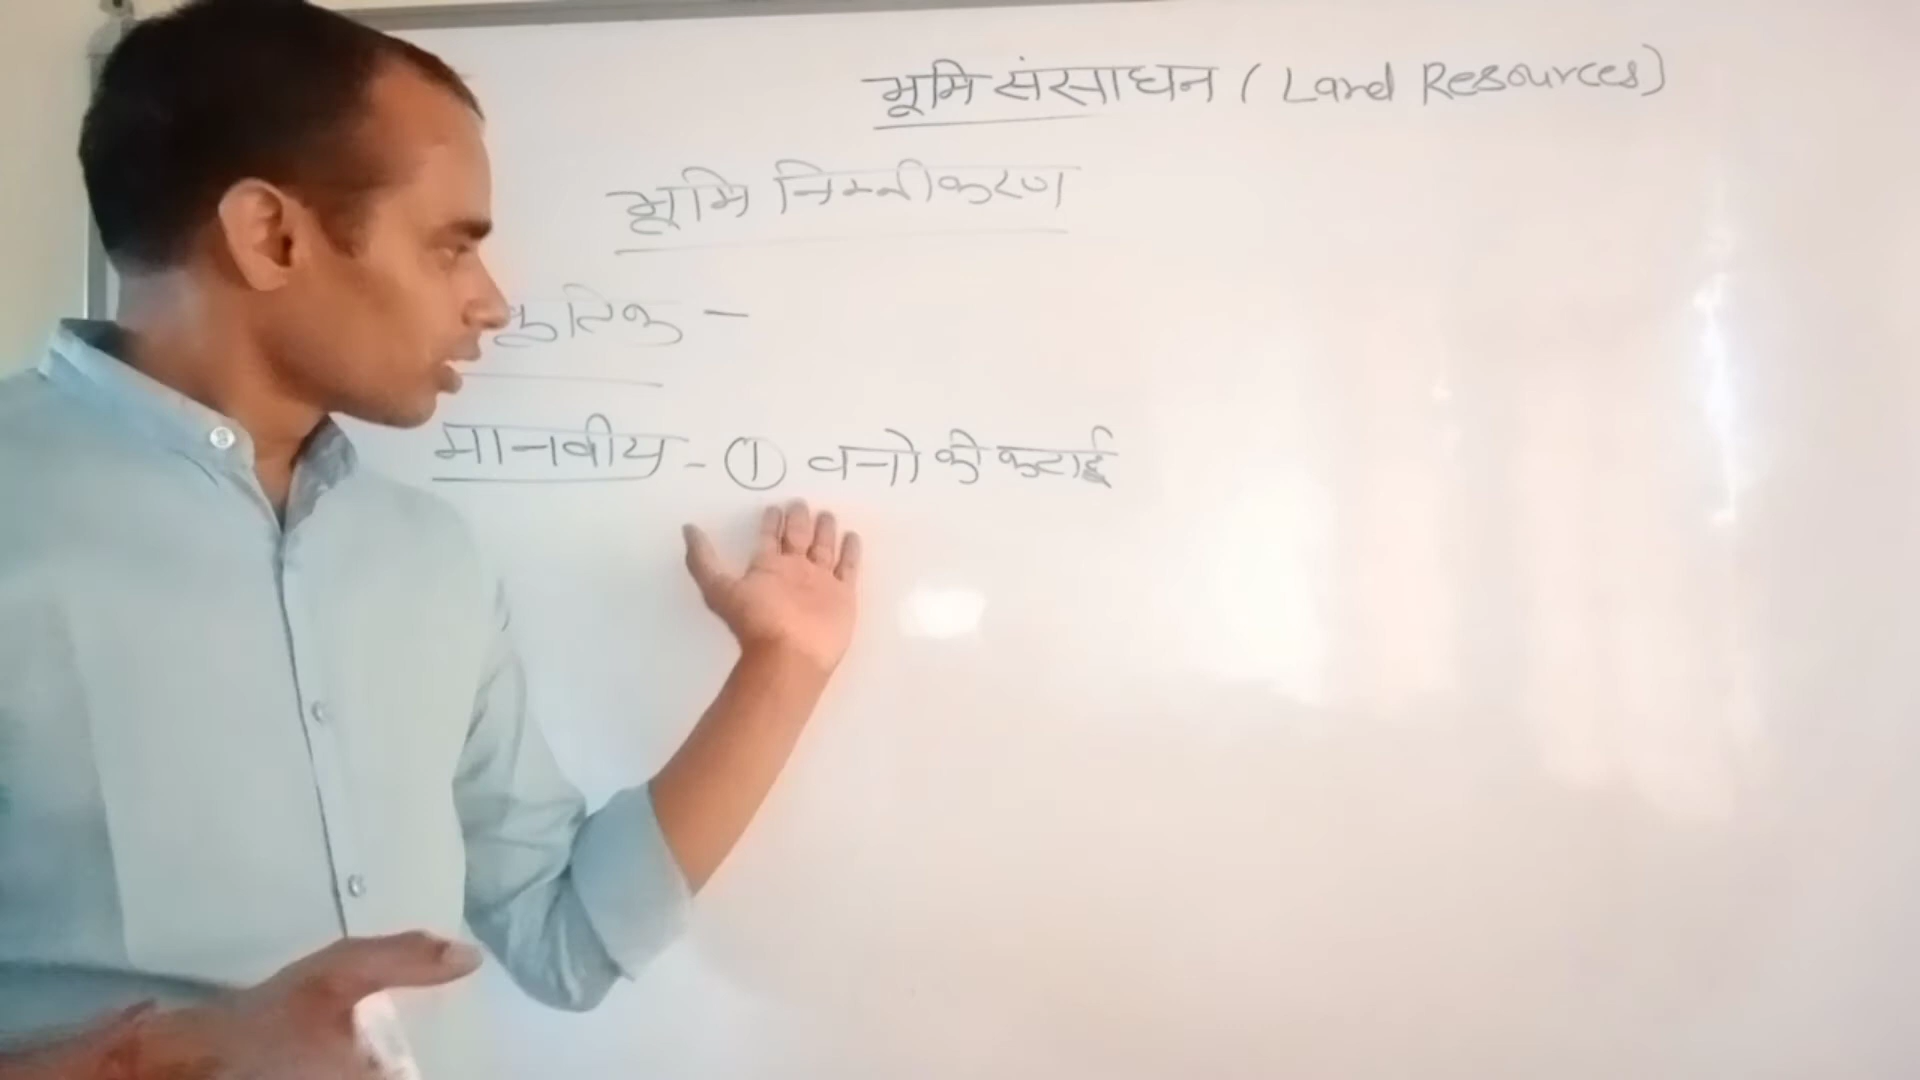 भूमि संसाधन ( Land Resources )
भूमि निम्नीकरण
कृतिक -
मानवीय - ① वनो की कटाई